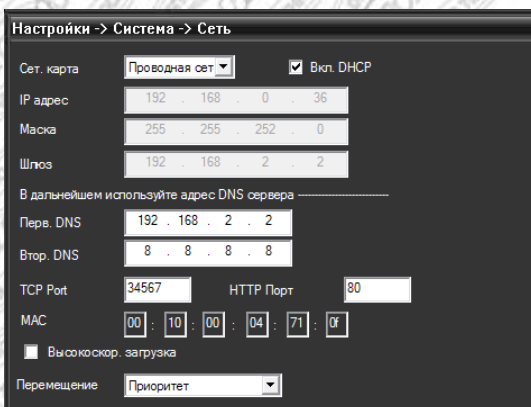 Настройки -> Система -> Сеть
Сет. карта Проводная сет Вкл. DHCP
IP адрес 192 . 168 . 0 . 36
Маска 255 . 255 . 252 . 0
Шлюз 192 . 168 . 2 . 2
В дальнейшем используйте адрес DNS сервера --------------------------
Перв. DNS 192 . 168 . 2 . 2
Втор. DNS 8 . 8 . 8 . 8
TCP Port 34567 HTTP Порт 80
MAC 00 : 10 : 00 : 04 : 71 : 0f
Высокоскор. загрузка
Перемещение Приоритет